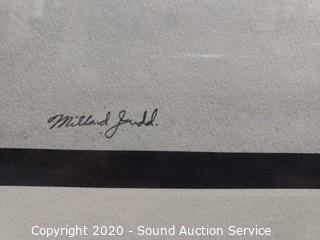 Millard Judd.
Copyright 2020 - Sound Auction Service